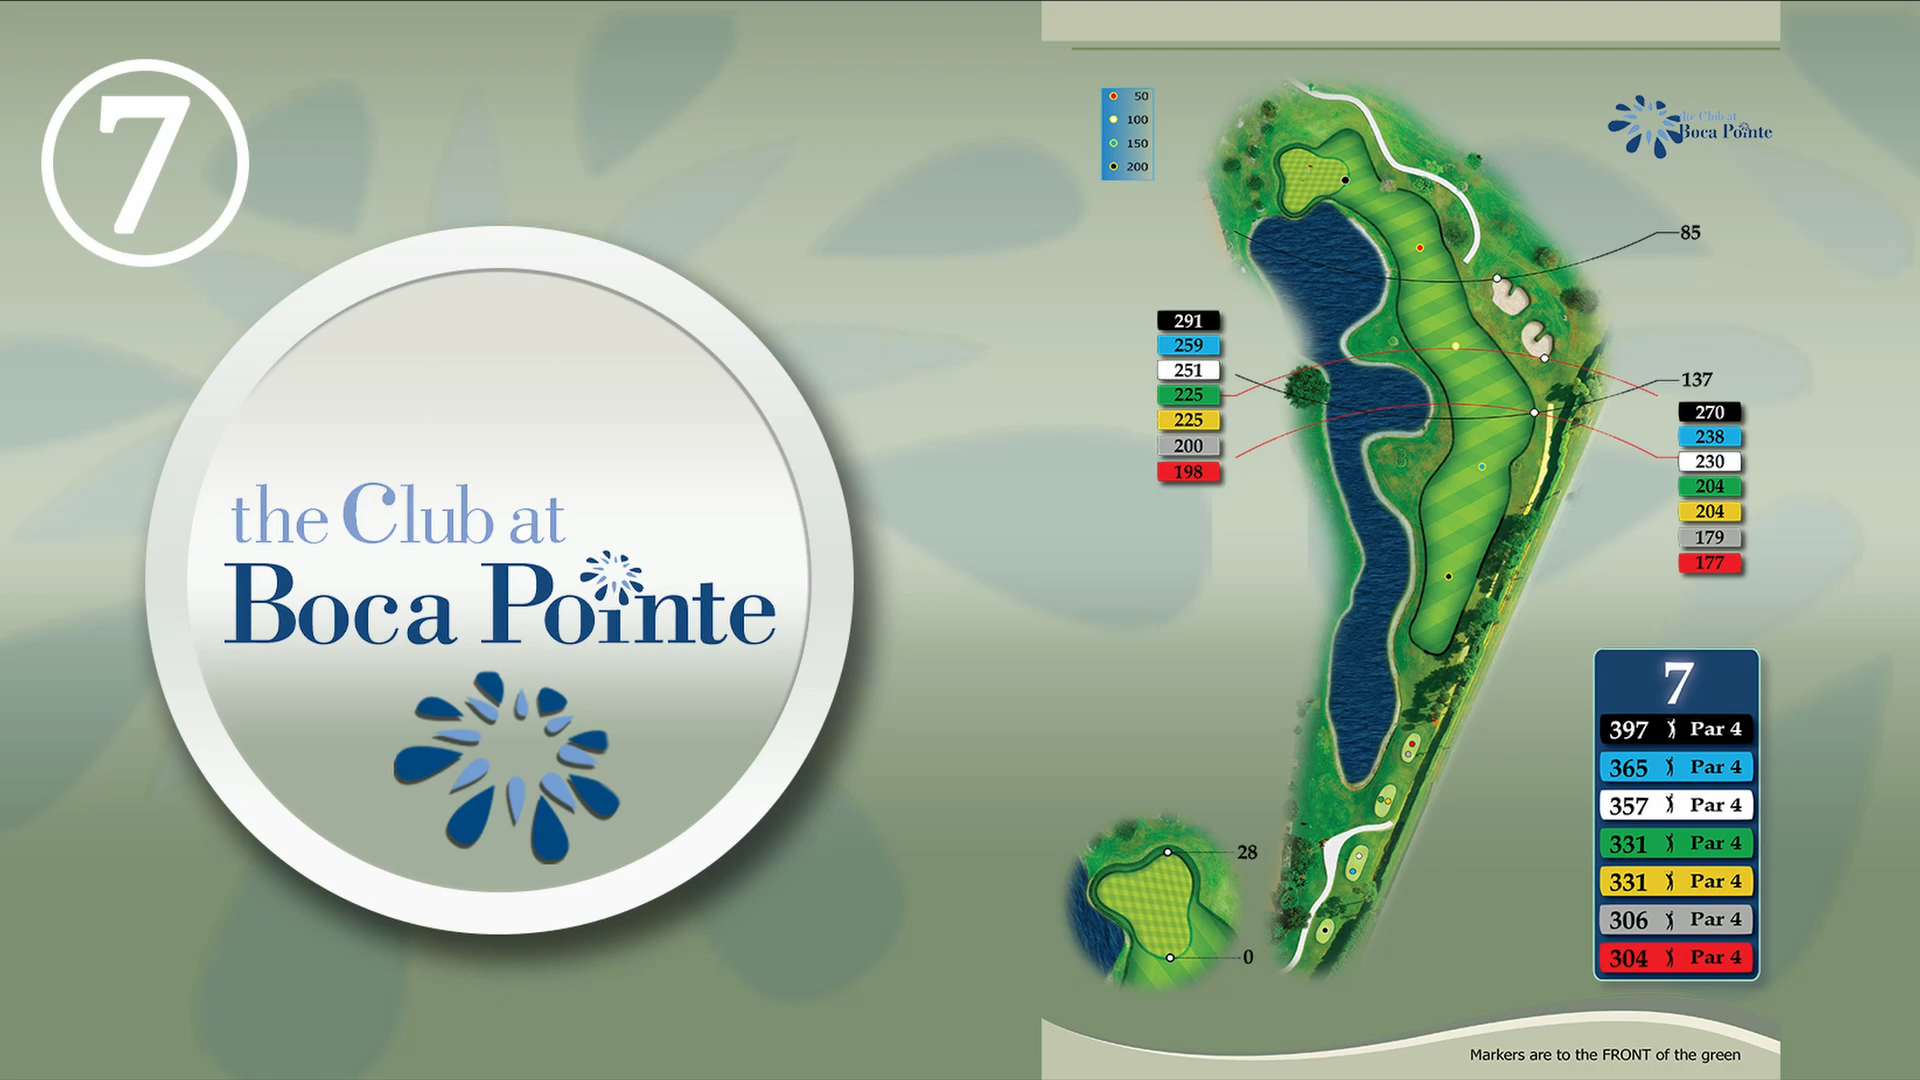 7
the Club at
Boca Pointe
50
100
150
200
the Club at
Boca Pointe
85
291
259
251
225
225
200
198
137
270
238
230
204
204
179
177
7
397 Par 4
365 Par 4
357 Par 4
331 Par 4
331 Par 4
306 Par 4
304 Par 4
28
0
Markers are to the FRONT of the green